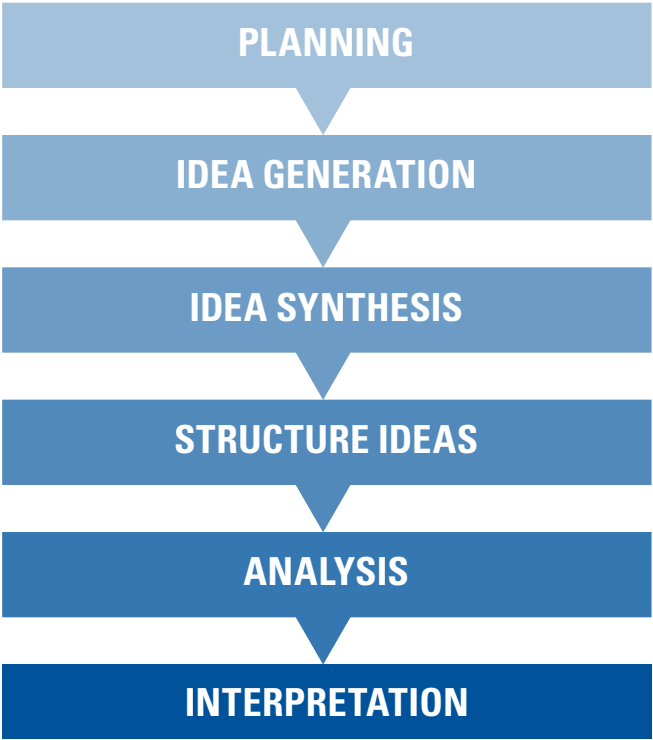 PLANNING
IDEA GENERATION
IDEA SYNTHESIS
STRUCTURE IDEAS
ANALYSIS
INTERPRETATION